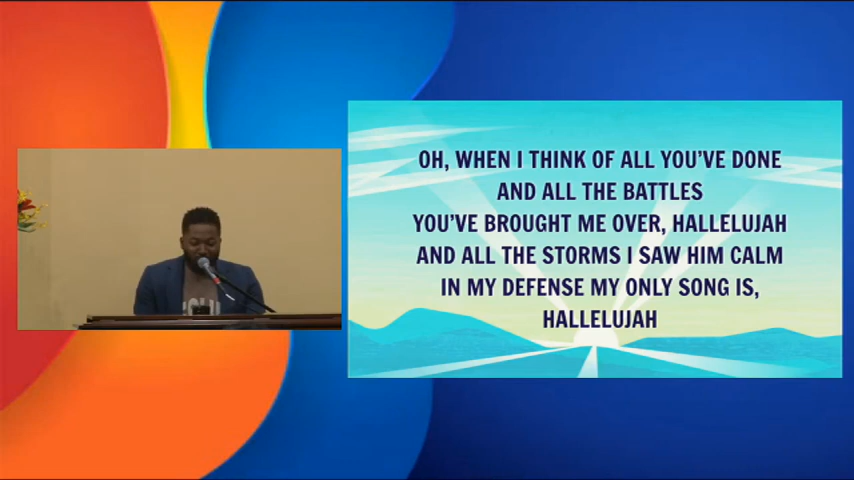 OH, WHEN I THINK OF ALL YOU'VE DONE
AND ALL THE BATTLES
YOU'VE BROUGHT ME OVER, HALLELUJAH
AND ALL THE STORMS I SAW HIM CALM
IN MY DEFENSE MY ONLY SONG IS,
HALLELUJAH